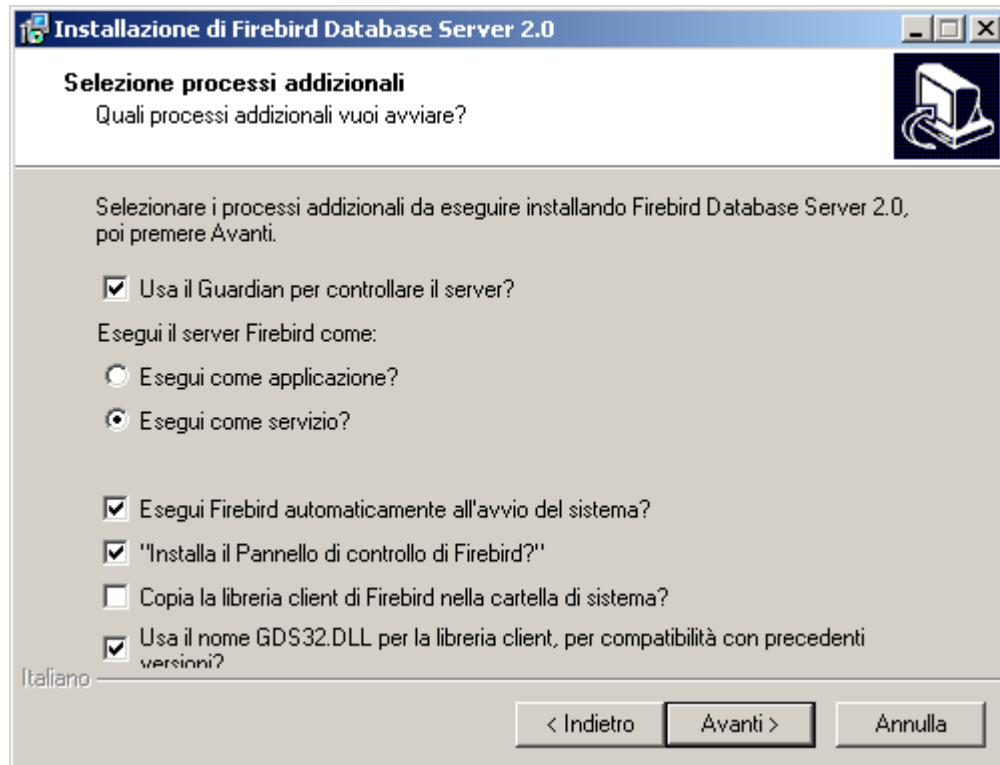 Installazione di Firebird Database Server 2.0
Selezione processi addizionali
Quali processi addizionali vuoi avviare?
Selezionare i processi addizionali da eseguire installando Firebird Database Server 2.0,
poi premere Avanti.
Usa il Guardian per controllare il server?
Esegui il server Firebird come:
Esegui come applicazione?
Esegui come servizio?
Esegui Firebird automaticamente all'avvio del sistema?
"Installa il Pannello di controllo di Firebird?"
Copia la libreria client di Firebird nella cartella di sistema?
Usa il nome GDS32.DLL per la libreria client, per compatibilità con precedenti
versioni?
Italiano
< Indietro
Avanti >
Annulla